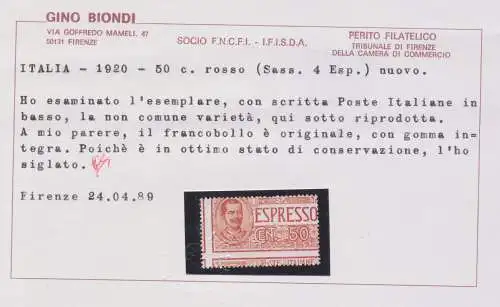 GINO BIONDI
VIA GOFFREDO MAMELI, 47
50131 FIRENZE
SOCIO F.N.C.F.I. - I.F.I.S.D.A.
PERITO FILATELICO
TRIBUNALE DI FIRENZE
DELLA CAMERA DI COMMERCIO
ITALIA - 1920 - 50 c. rosso (Sass. 4 Esp.) nuovo.
Ho esaminato l'esemplare, con scritta Poste Italiane in
basso, la non comune varietà, qui sotto riprodotta.
A mio parere, il francobollo è originale, con gomma in=
tegra. Poichè è in ottimo stato di conservazione, l'ho
siglato.
Firenze 24.04.89
ESPRESSO
CEN. 50